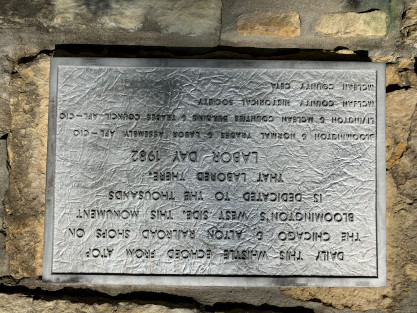 DAILY THIS WHISTLE ECHOED FROM ATOP
THE CHICAGO & ALTON RAILROAD SHOPS ON
BLOOMINGTON'S WEST SIDE. THIS MONUMENT
IS DEDICATED TO THE THOUSANDS
THAT LABORED THERE.
LABOR DAY 1982
BLOOMINGTON & NORMAL TRADES & LABOR ASSEMBLY, AFL-CIO
LIVINGTON & MCLEAN COUNTIES BUILDING TRADES COUNCIL, AFL-CIO
MCLEAN COUNTY HISTORICAL SOCIETY
MCLEAN COUNTY CETA